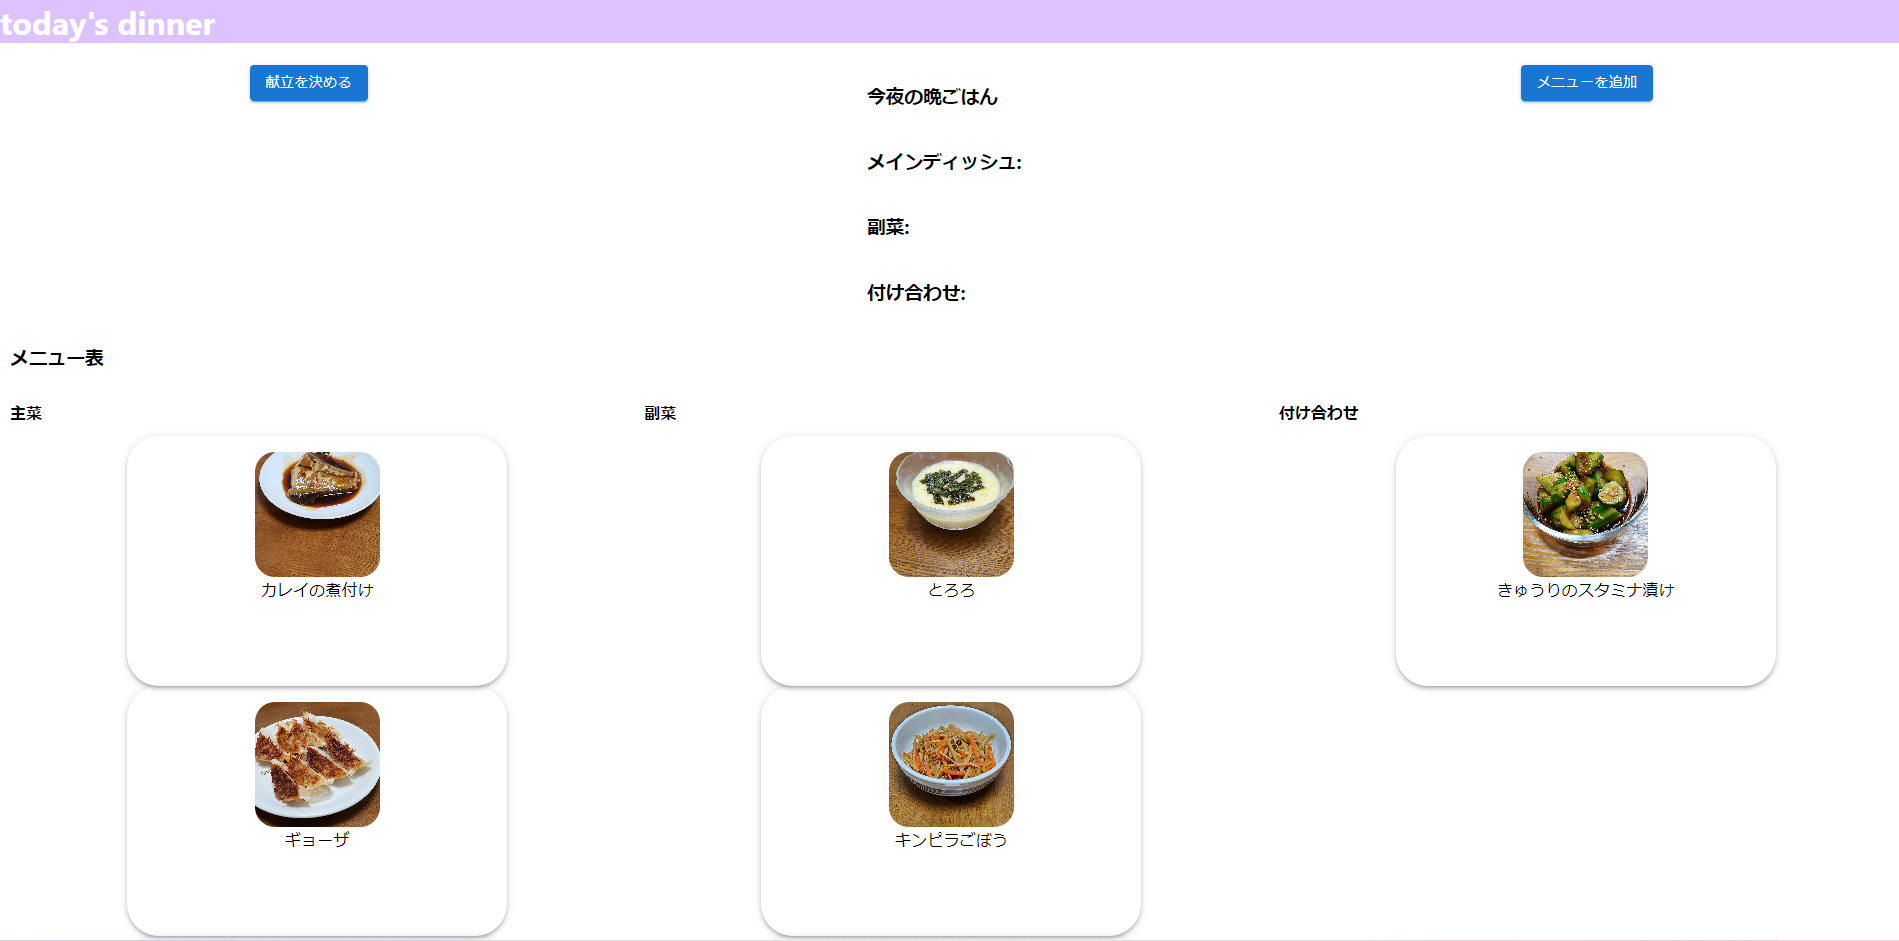 today's dinner
献立を決める
今夜の晩ごはん
メニューを追加
メインディッシュ:
副菜:
付け合わせ:
メニュー表
主菜
副菜
付け合わせ
カレイの煮付け
とろろ
きゅうりのスタミナ漬け
ギョーザ
キンピラごぼう